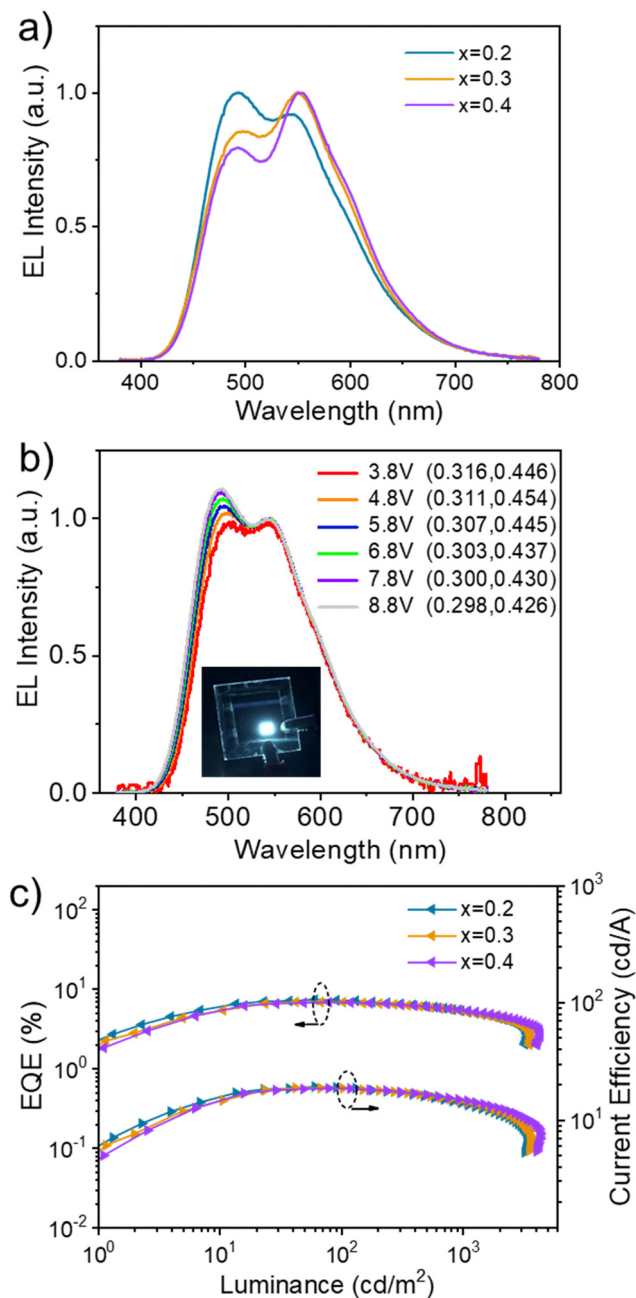 a)
x=0.2
x=0.3
x=0.4
1.0
0.5
0.0
EL Intensity (a.u.)
400 500 600 700 800
Wavelength (nm)
b)
3.8V (0.316,0.446)
4.8V (0.311,0.454)
5.8V (0.307,0.445)
6.8V (0.303,0.437)
7.8V (0.300,0.430)
8.8V (0.298,0.426)
1.0
0.5
0.0
EL Intensity (a.u.)
400 500 600 700 800
Wavelength (nm)
c)
x=0.2
x=0.3
x=0.4
10²
10¹
10⁰
10⁻¹
10⁻²
EQE (%)
10³
10²
10¹
Current Efficiency (cd/A)
10⁰ 10¹ 10² 10³
Luminance (cd/m²)